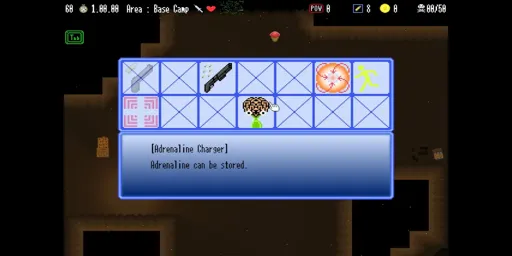 60 1.00.00 Area : Base Camp POV 0 8 0 00/50
Tab
[Adrenaline Charger]
Adrenaline can be stored.